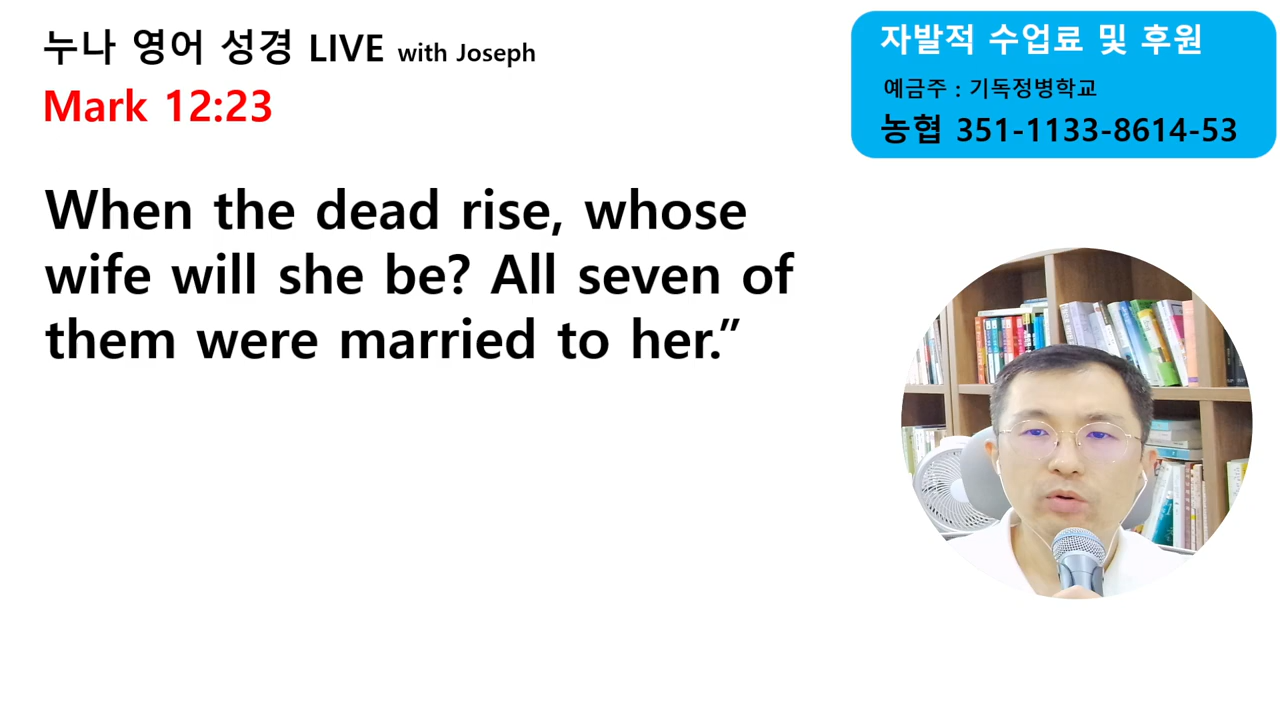 누나 영어 성경 LIVE with Joseph
Mark 12:23
자발적 수업료 및 후원
예금주 : 기독정병학교
농협 351-1133-8614-53
When the dead rise, whose
wife will she be? All seven of
them were married to her.”